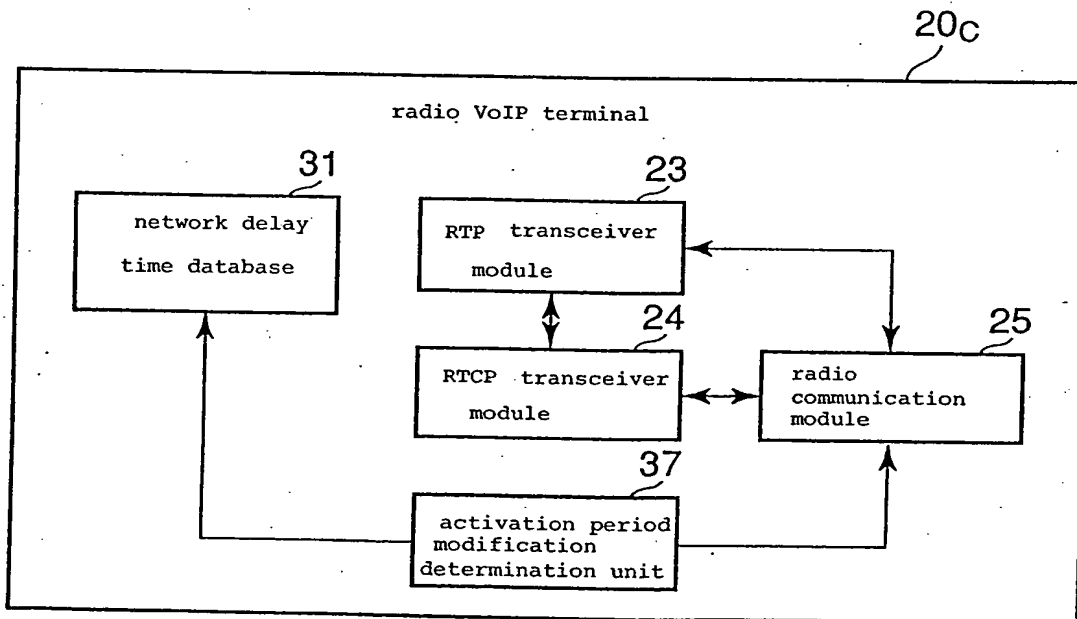 20C
radio VoIP terminal
31
network delay
time database
23
RTP transceiver
module
24
RTCP transceiver
module
25
radio
communication
module
37
activation period
modification
determination unit